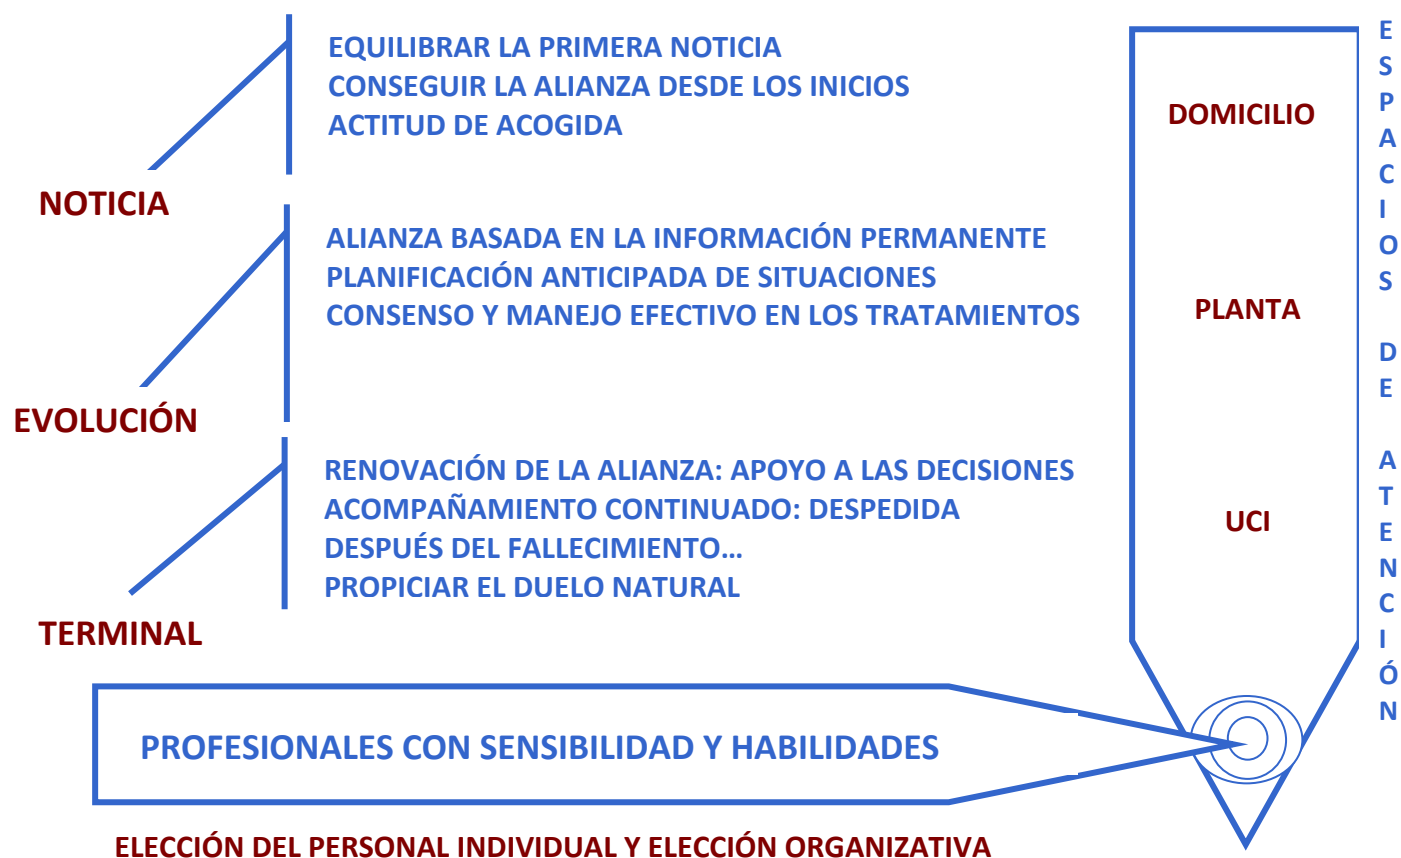 EQUILIBRAR LA PRIMERA NOTICIA
CONSEGUIR LA ALIANZA DESDE LOS INICIOS
ACTITUD DE ACOGIDA
NOTICIA
ALIANZA BASADA EN LA INFORMACIÓN PERMANENTE
PLANIFICACIÓN ANTICIPADA DE SITUACIONES
CONSENSO Y MANEJO EFECTIVO EN LOS TRATAMIENTOS
EVOLUCIÓN
RENOVACIÓN DE LA ALIANZA: APOYO A LAS DECISIONES
ACOMPAÑAMIENTO CONTINUADO: DESPEDIDA
DESPUÉS DEL FALLECIMIENTO...
PROPICIAR EL DUELO NATURAL
TERMINAL
DOMICILIO
PLANTA
UCI
ESPACIOS DE ATENCIÓN
PROFESIONALES CON SENSIBILIDAD Y HABILIDADES
ELECCIÓN DEL PERSONAL INDIVIDUAL Y ELECCIÓN ORGANIZATIVA